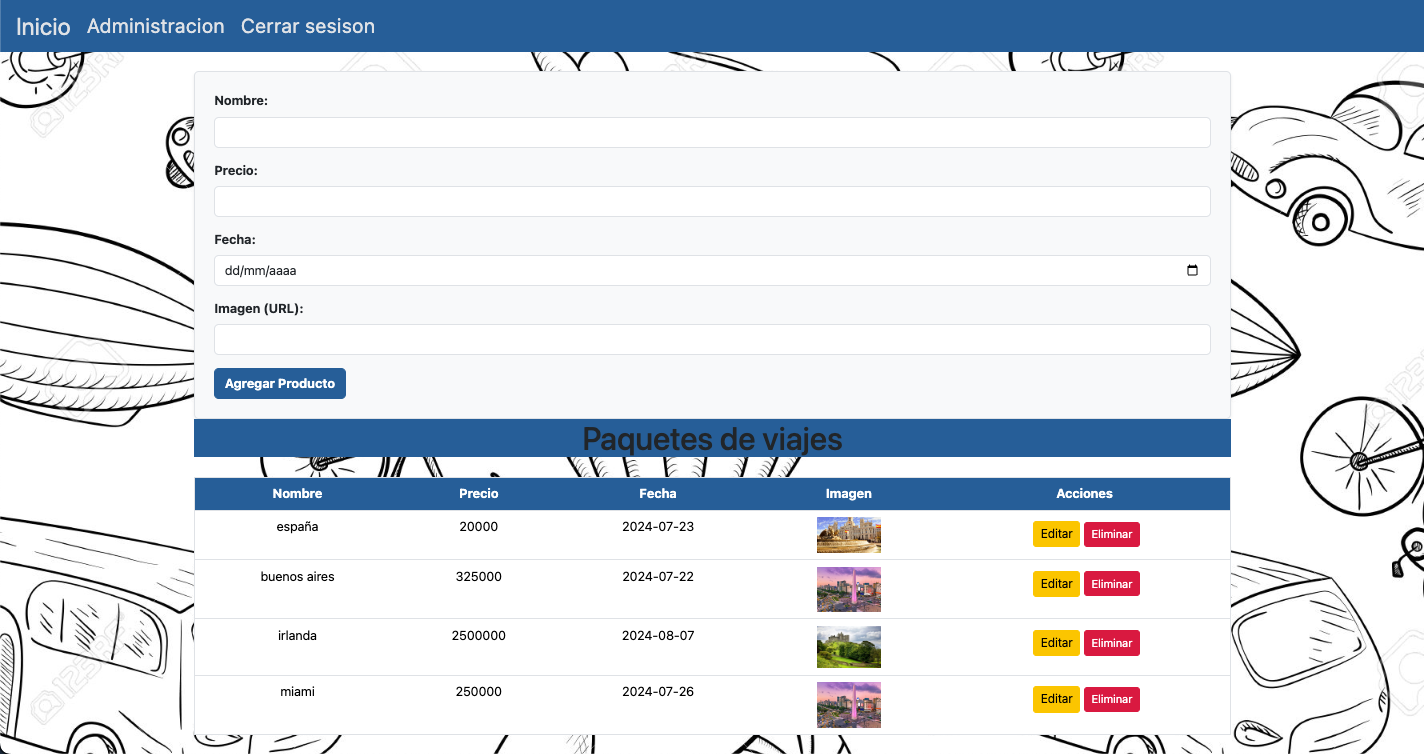 Inicio Administracion Cerrar sesison
Nombre:
Precio:
Fecha:
dd/mm/aaaa
Imagen (URL):
Agregar Producto
Paquetes de viajes
Nombre Precio Fecha Imagen Acciones
españa 20000 2024-07-23 Editar Eliminar
buenos aires 325000 2024-07-22 Editar Eliminar
irlanda 2500000 2024-08-07 Editar Eliminar
miami 250000 2024-07-26 Editar Eliminar